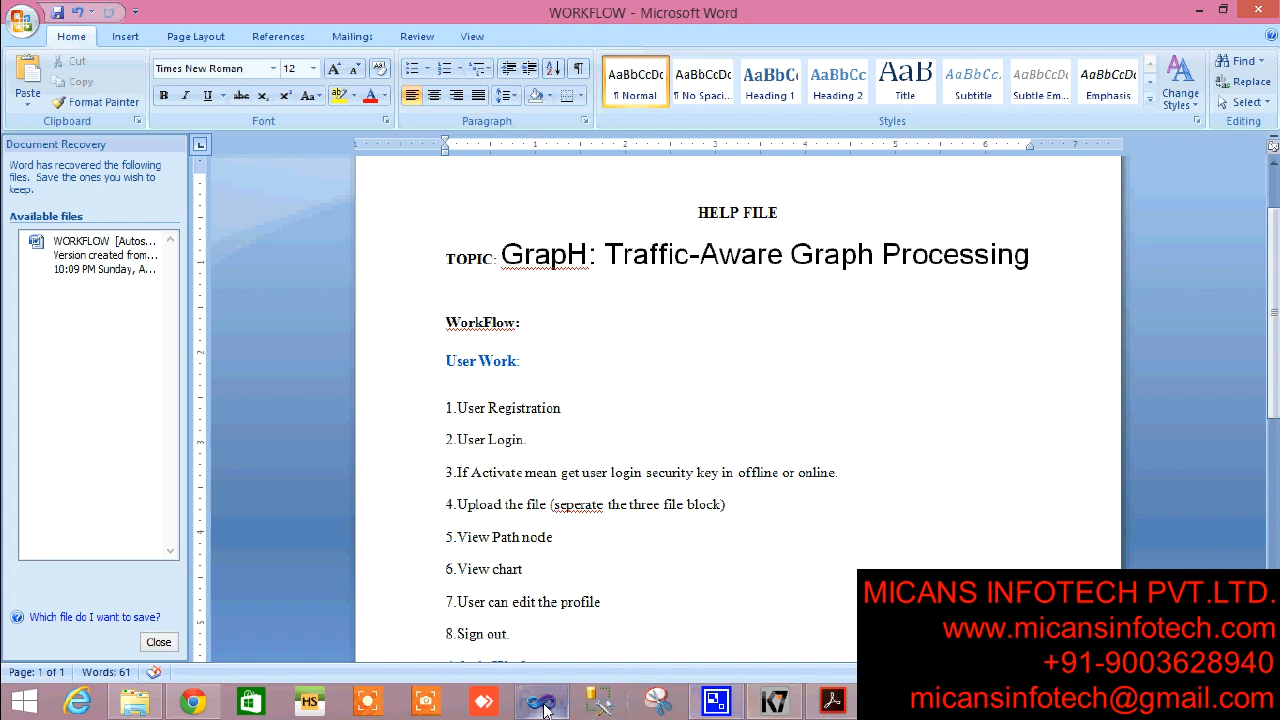 WORKFLOW - Microsoft Word
Home Insert Page Layout References Mailings Review View
Paste
Cut
Copy
Format Painter
Clipboard
Times New Roman 12
Font
Paragraph
AaBbCcDc AaBbCcDc AaBbCc AaBbCc AaB AaBbCc. AaBbCcDc AaBbCcDc
¶ Normal ¶ No Spaci... Heading 1 Heading 2 Title Subtitle Subtle Em... Emphasis
Change
Styles
Styles
Find
Replace
Select
Editing
Document Recovery
Word has recovered the following
files. Save the ones you wish to
keep.
Available files
WORKFLOW [Autos...
Version created from...
10:09 PM Sunday, A...
Which file do I want to save?
Close
HELP FILE
TOPIC: GrapH: Traffic-Aware Graph Processing
WorkFlow:
User Work:
1.User Registration
2.User Login.
3.If Activate mean get user login security key in offline or online.
4.Upload the file (seperate the three file block)
5.View Path node
6.View chart
7.User can edit the profile
8.Sign out.
Page: 1 of 1 Words: 61
HS
K7
MICANS INFOTECH PVT.LTD.
www.micansinfotech.com
+91-9003628940
micansinfotech@gmail.com